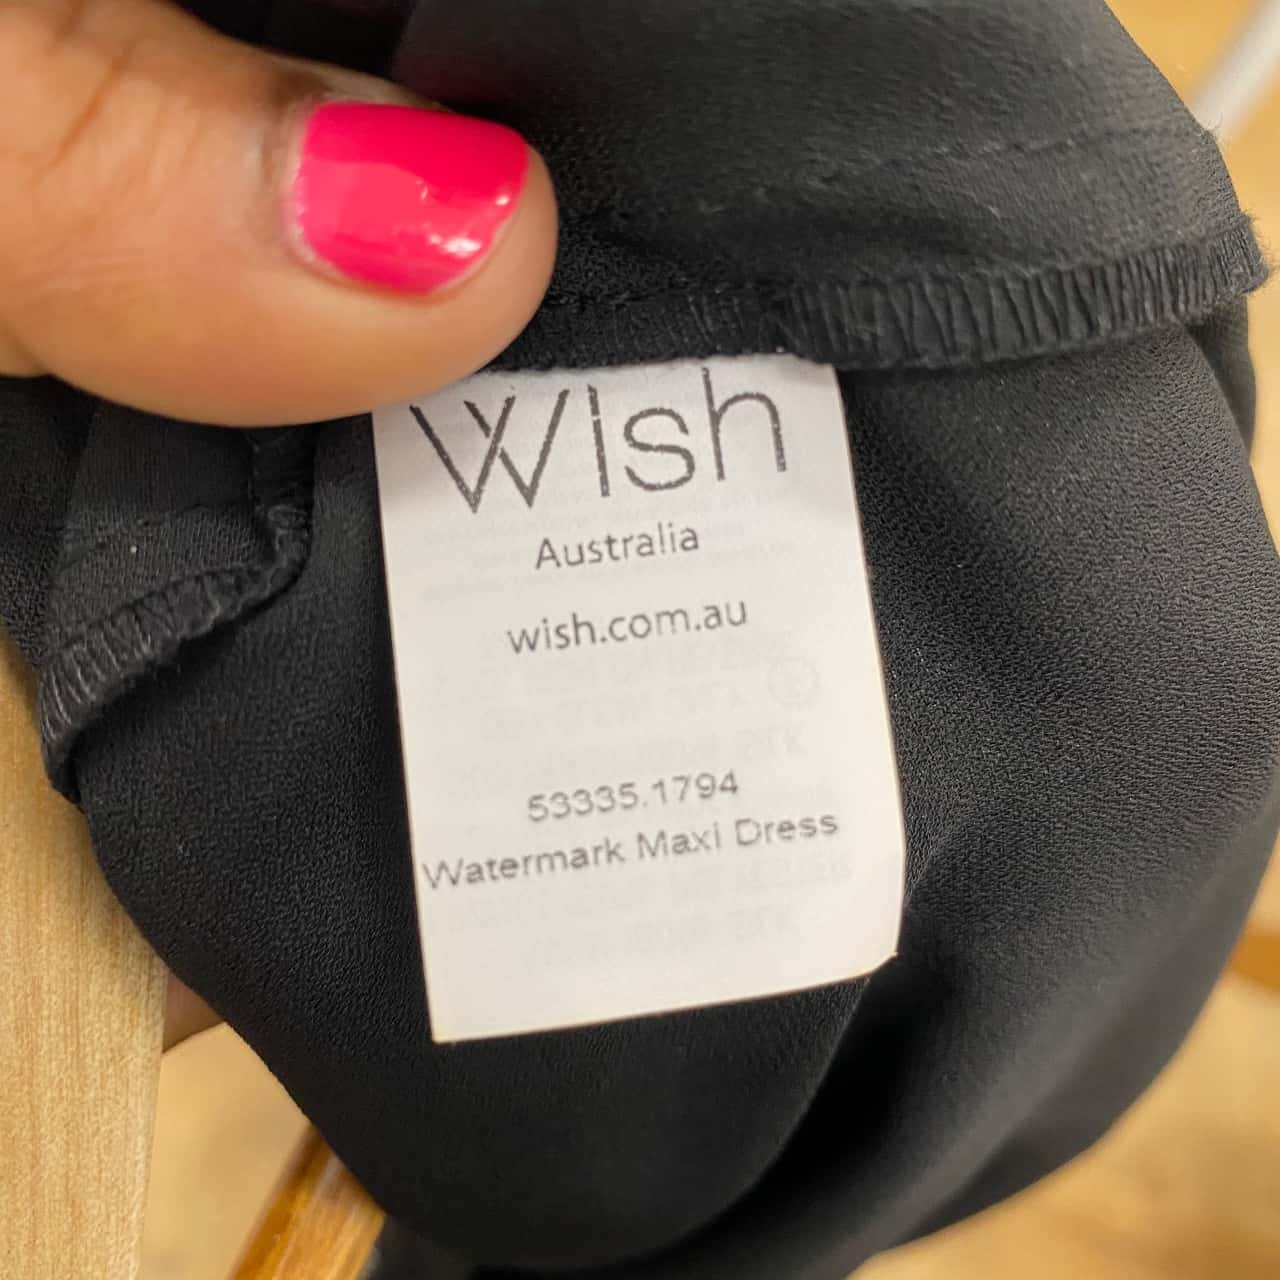 Wish
Australia
wish.com.au
53335.1794
Watermark Maxi Dress